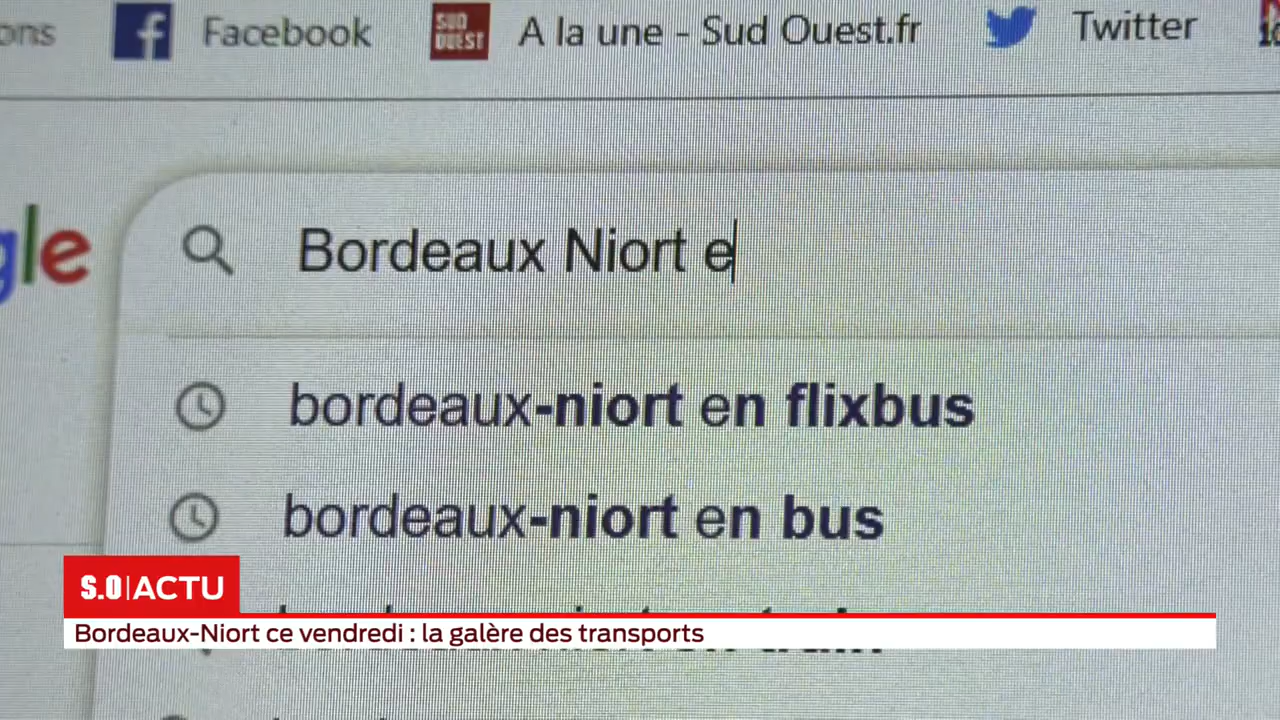 ons
Facebook
SUD OUEST
A la une - Sud Ouest.fr
Twitter
gle
Bordeaux Niort e
bordeaux-niort en flixbus
bordeaux-niort en bus
S.O|ACTU
Bordeaux-Niort ce vendredi : la galère des transports